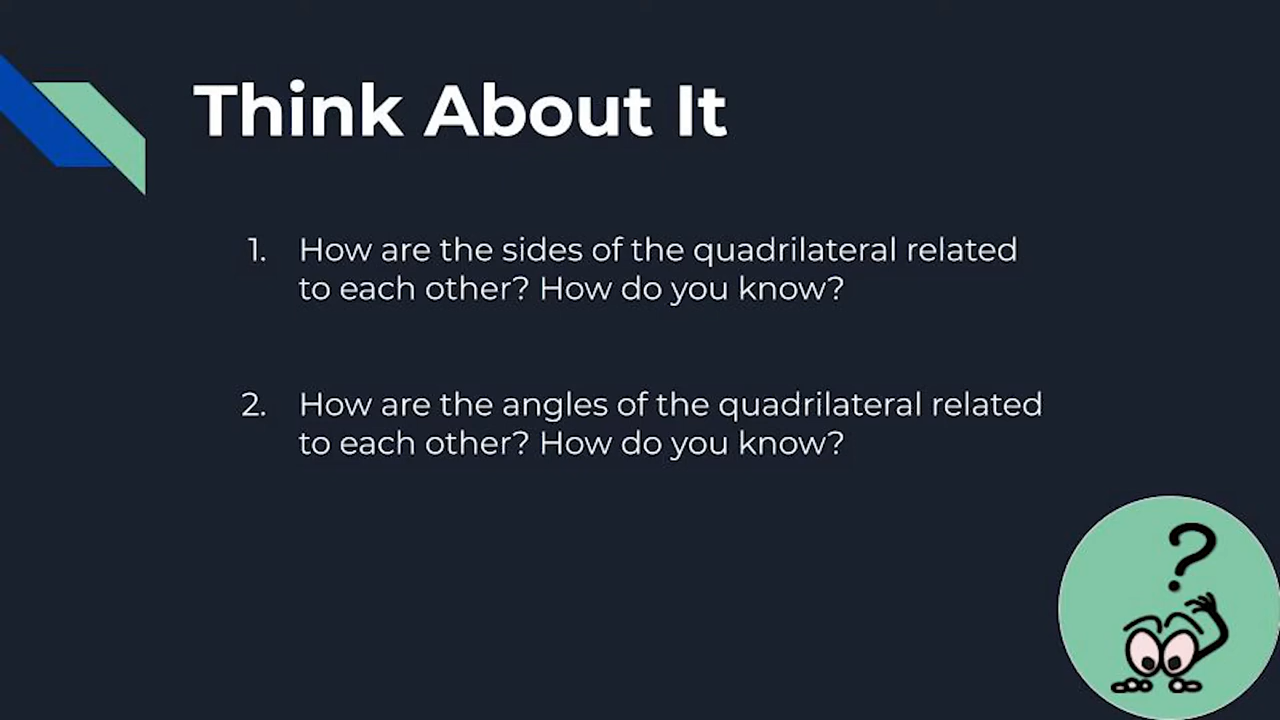 Think About It
1. How are the sides of the quadrilateral related
to each other? How do you know?
2. How are the angles of the quadrilateral related
to each other? How do you know?
?